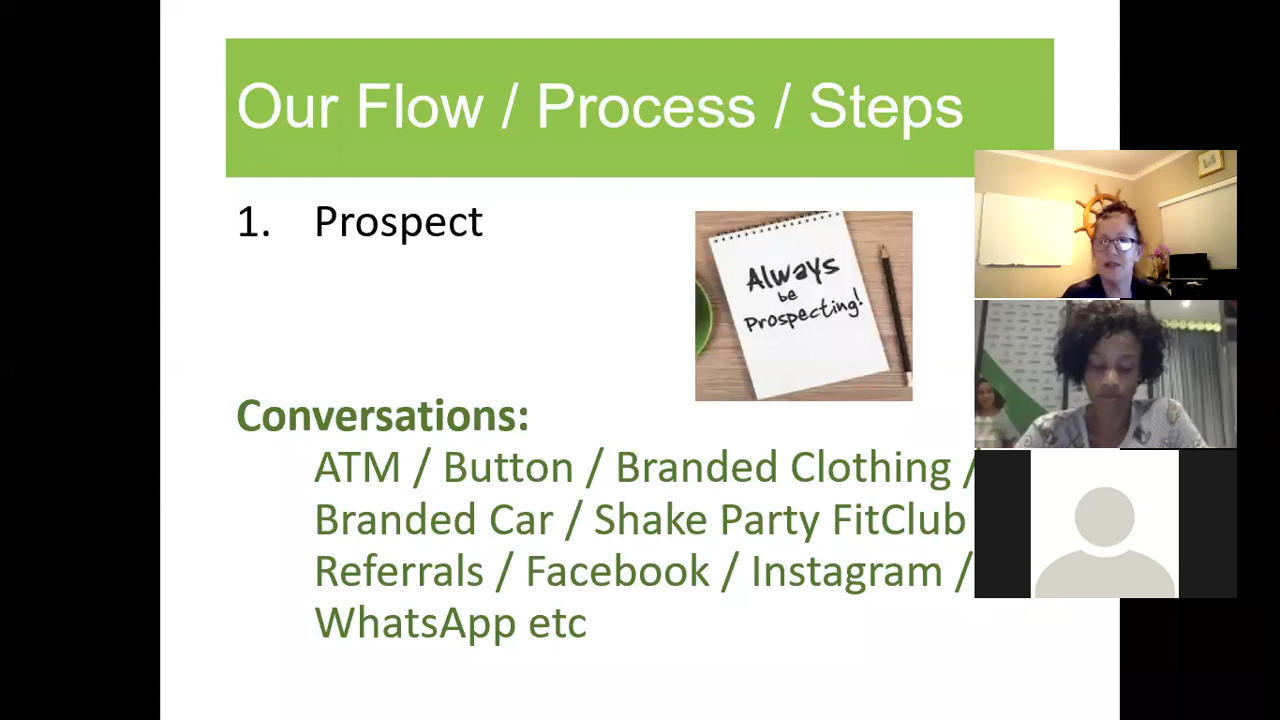 Our Flow / Process / Steps
1. Prospect
Always
be
Prospecting!
Conversations:
ATM / Button / Branded Clothing /
Branded Car / Shake Party FitClub
Referrals / Facebook / Instagram /
WhatsApp etc